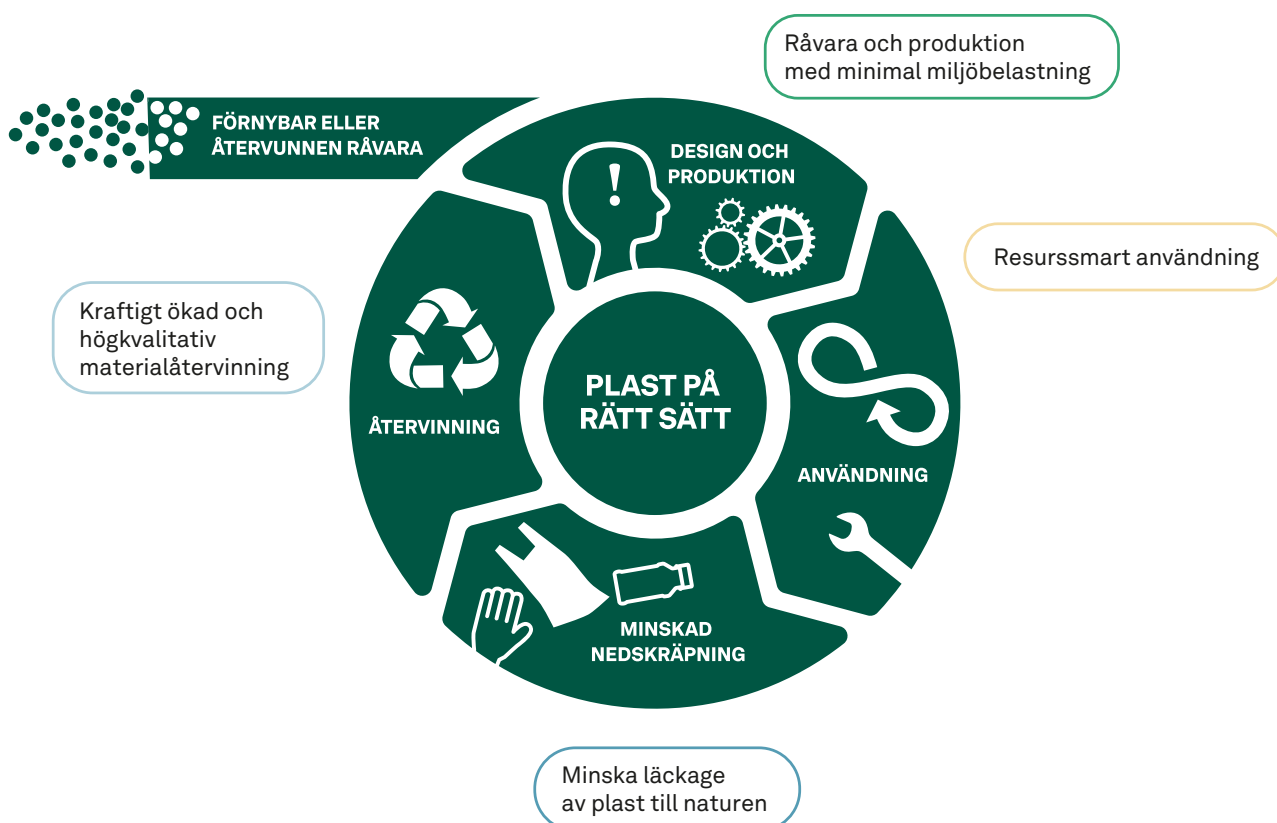 Råvara och produktion
med minimal miljöbelastning
FÖRNYBAR ELLER
ÅTERVUNNEN RÅVARA
DESIGN OCH
PRODUKTION
!
Resurssmart användning
Kraftigt ökad och
högkvalitativ
materialåtervinning
PLAST PÅ
RÄTT SÄTT
ÅTERVINNING
ANVÄNDNING
MINSKAD
NEDSKRÄPNING
Minska läckage
av plast till naturen